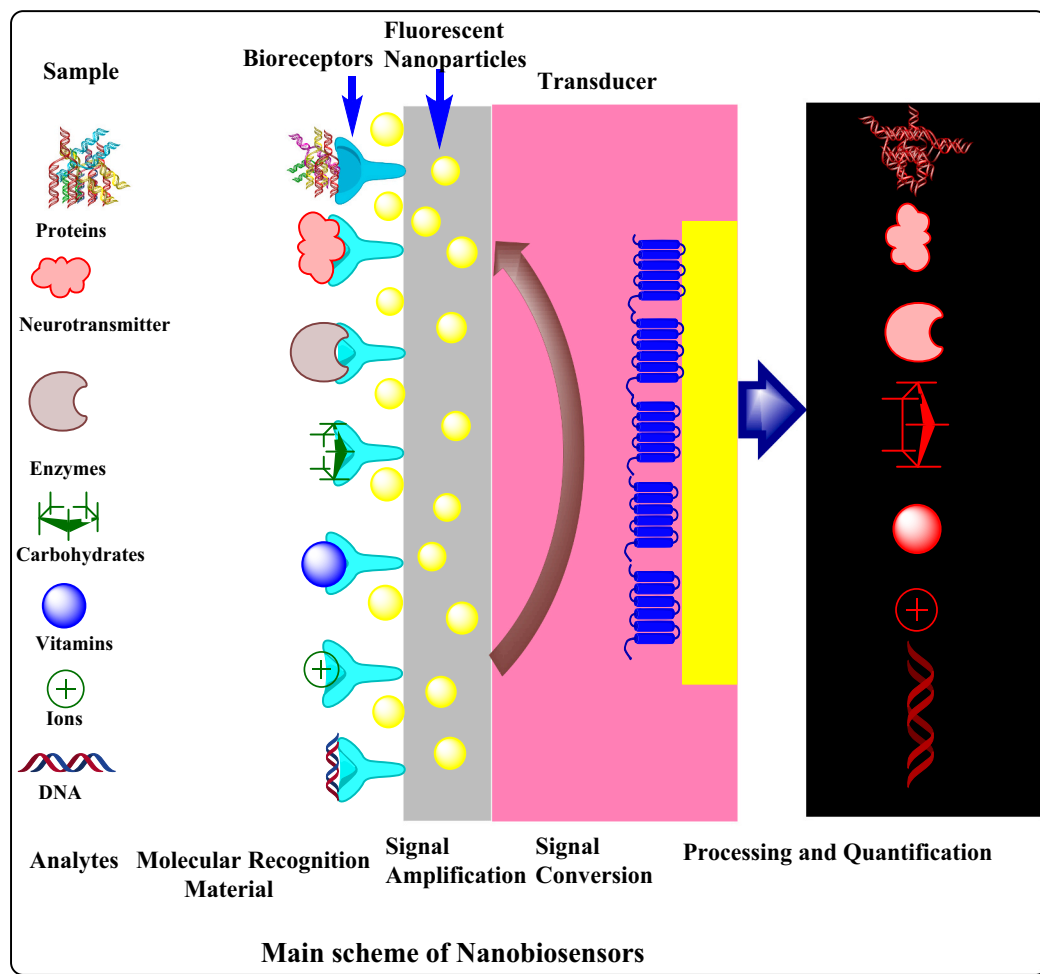 Sample
Bioreceptors
Fluorescent
Nanoparticles
Transducer
Proteins
Neurotransmitter
Enzymes
Carbohydrates
Vitamins
Ions
DNA
Analytes
Molecular Recognition
Material
Signal
Amplification
Signal
Conversion
Processing and Quantification
Main scheme of Nanobiosensors